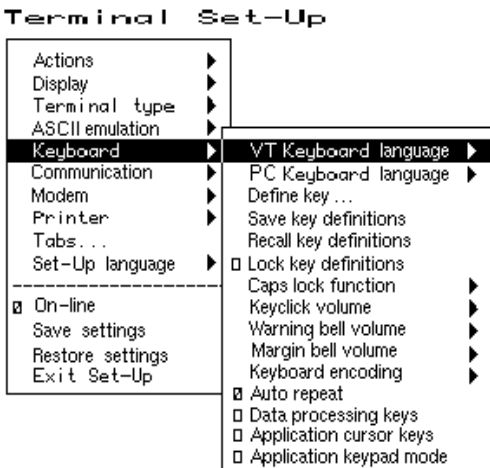 Terminal Set-Up
Actions
Display
Terminal type
ASCII emulation
Keyboard
Communication
Modem
Printer
Tabs...
Set-Up language
On-line
Save settings
Restore settings
Exit Set-Up
VT Keyboard language
PC Keyboard language
Define key ...
Save key definitions
Recall key definitions
Lock key definitions
Caps lock function
Keyclick volume
Warning bell volume
Margin bell volume
Keyboard encoding
Auto repeat
Data processing keys
Application cursor keys
Application keypad mode